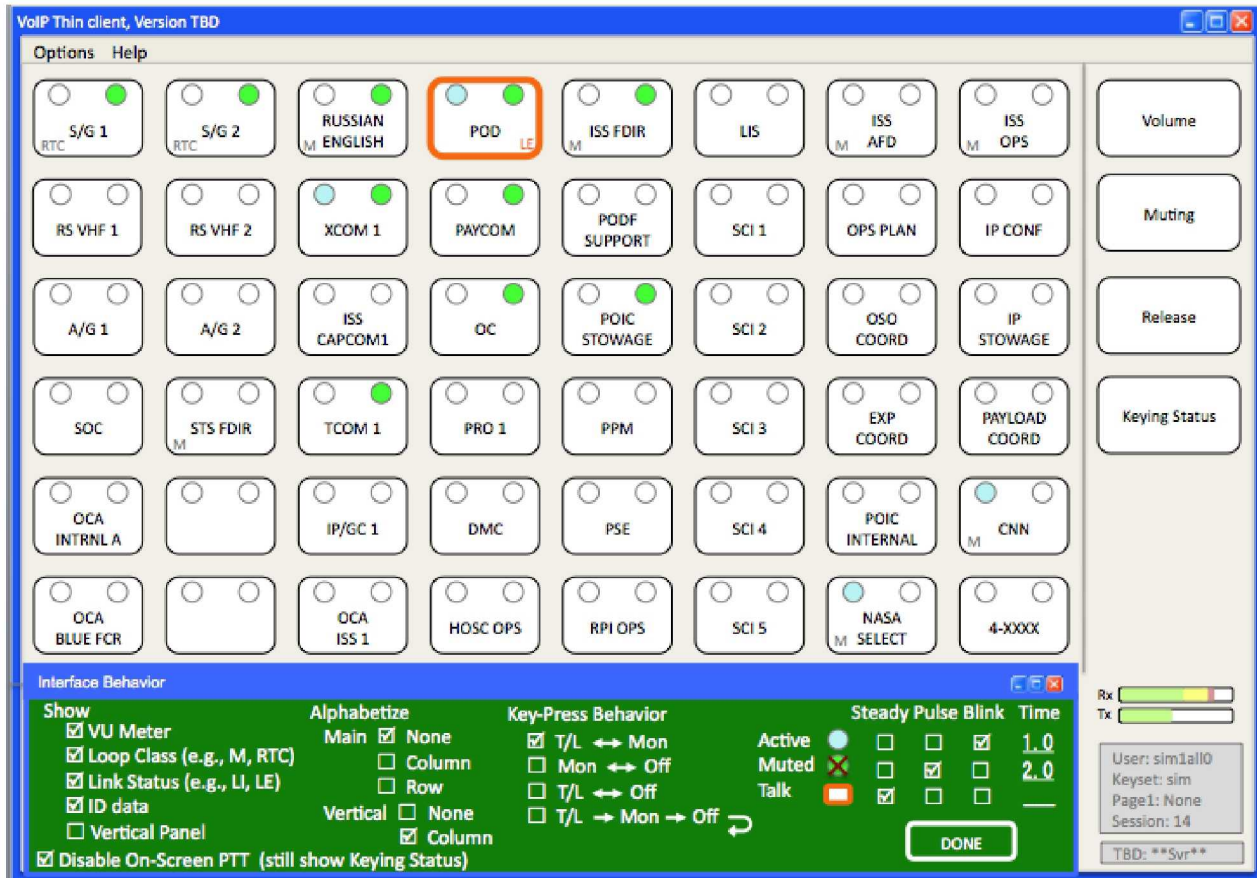 VoIP Thin client, Version TBD
Options Help
S/G 1
RTC
S/G 2
RTC
RUSSIAN
M ENGLISH
POD
LE
ISS FDIR
M
LIS
ISS
M AFD
ISS
M OPS
Volume
RS VHF 1
RS VHF 2
XCOM 1
PAYCOM
PODF
SUPPORT
SCI 1
OPS PLAN
IP CONF
Muting
A/G 1
A/G 2
ISS
CAPCOM1
OC
POIC
STOWAGE
SCI 2
OSO
COORD
IP
STOWAGE
Release
SOC
STS FDIR
M
TCOM 1
PRO 1
PPM
SCI 3
EXP
COORD
PAYLOAD
COORD
Keying Status
OCA
INTRNL A
IP/GC 1
DMC
PSE
SCI 4
POIC
INTERNAL
CNN
M
OCA
BLUE FCR
OCA
ISS 1
HOSC OPS
RPI OPS
SCI 5
NASA
M SELECT
4-XXXX
Interface Behavior
Show
VU Meter
Loop Class (e.g., M, RTC)
Link Status (e.g., LI, LE)
ID data
Vertical Panel
Disable On-Screen PTT (still show Keying Status)
Alphabetize
Main None
Column
Row
Vertical None
Column
Key-Press Behavior
T/L ↔ Mon
Mon ↔ Off
T/L ↔ Off
T/L → Mon → Off
Steady Pulse Blink Time
Active 1.0
Muted 2.0
Talk
DONE
Rx
Tx
User: sim1all0
Keyset: sim
Page1: None
Session: 14
TBD: **Svr**